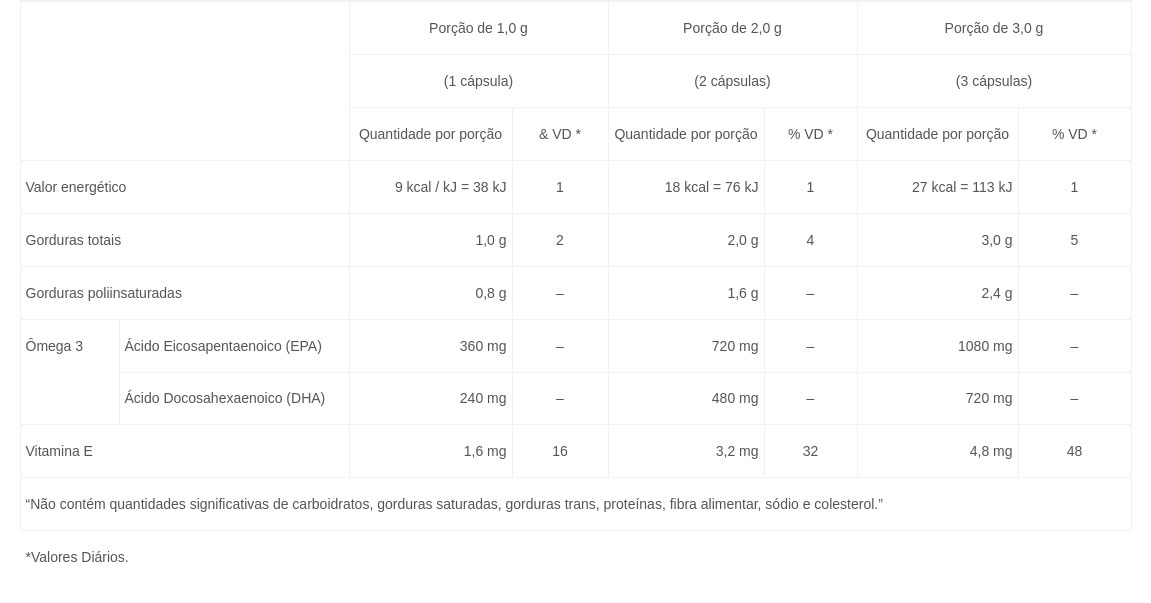 Porção de 1,0 g Porção de 2,0 g Porção de 3,0 g
(1 cápsula) (2 cápsulas) (3 cápsulas)
Quantidade por porção & VD * Quantidade por porção % VD * Quantidade por porção % VD *
Valor energético 9 kcal / kJ = 38 kJ 1 18 kcal = 76 kJ 1 27 kcal = 113 kJ 1
Gorduras totais 1,0 g 2 2,0 g 4 3,0 g 5
Gorduras poliinsaturadas 0,8 g – 1,6 g – 2,4 g –
Ômega 3 Ácido Eicosapentaenoico (EPA) 360 mg – 720 mg – 1080 mg –
Ácido Docosahexaenoico (DHA) 240 mg – 480 mg – 720 mg –
Vitamina E 1,6 mg 16 3,2 mg 32 4,8 mg 48
“Não contém quantidades significativas de carboidratos, gorduras saturadas, gorduras trans, proteínas, fibra alimentar, sódio e colesterol.”
*Valores Diários.